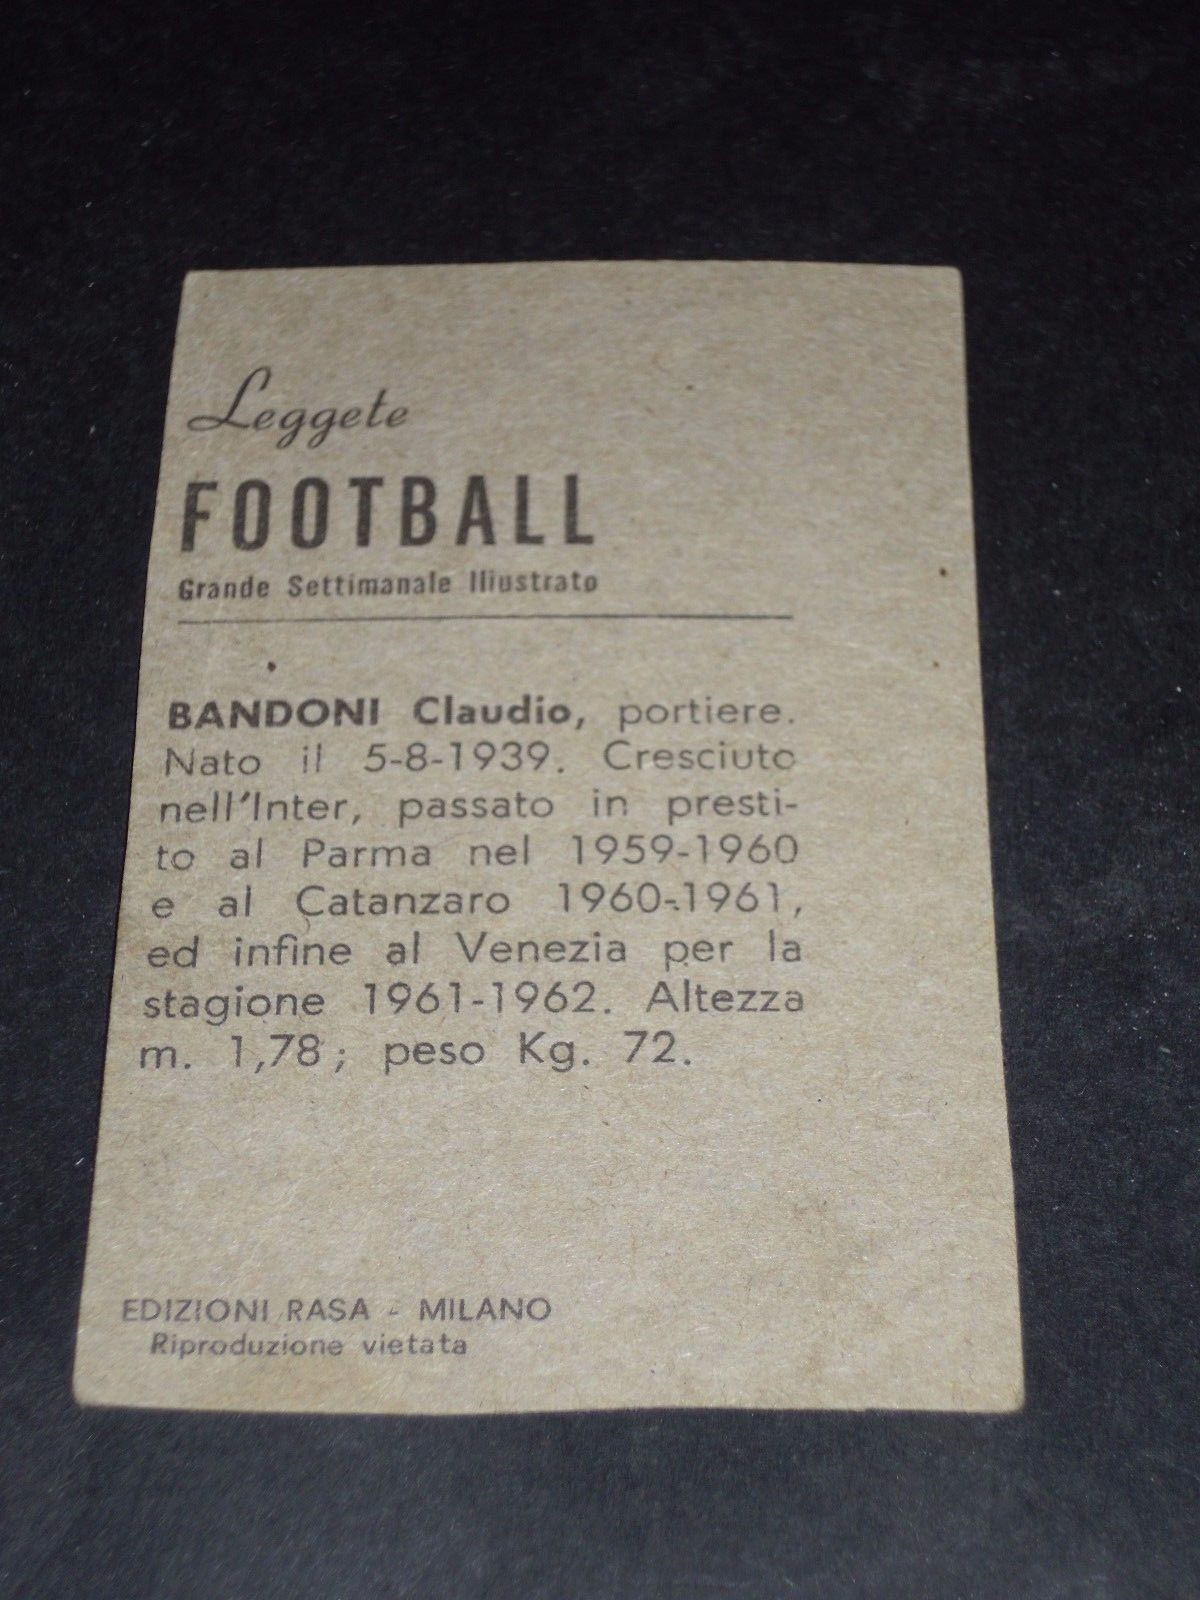 Leggete
FOOTBALL
Grande Settimanale Illustrato
BANDONI Claudio, portiere.
Nato il 5-8-1939. Cresciuto
nell'Inter, passato in presti-
to al Parma nel 1959-1960
e al Catanzaro 1960-1961,
ed infine al Venezia per la
stagione 1961-1962. Altezza
m. 1,78; peso Kg. 72.
EDIZIONI RASA - MILANO
Riproduzione vietata